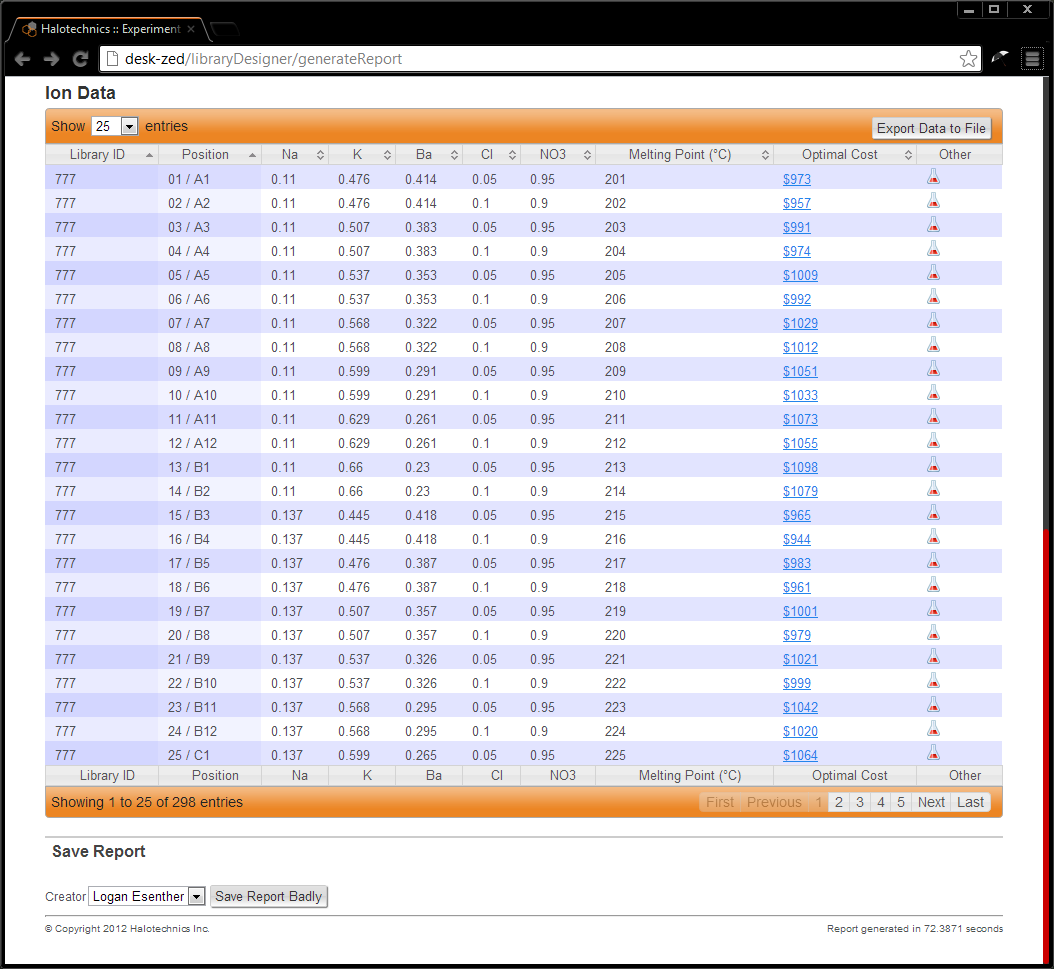 Halotechnics :: Experiment
desk-zed/libraryDesigner/generateReport
Ion Data
Show 25 entries Export Data to File
Library ID Position Na K Ba Cl NO3 Melting Point (°C) Optimal Cost Other
777 01 / A1 0.11 0.476 0.414 0.05 0.95 201 $973
777 02 / A2 0.11 0.476 0.414 0.1 0.9 202 $957
777 03 / A3 0.11 0.507 0.383 0.05 0.95 203 $991
777 04 / A4 0.11 0.507 0.383 0.1 0.9 204 $974
777 05 / A5 0.11 0.537 0.353 0.05 0.95 205 $1009
777 06 / A6 0.11 0.537 0.353 0.1 0.9 206 $992
777 07 / A7 0.11 0.568 0.322 0.05 0.95 207 $1029
777 08 / A8 0.11 0.568 0.322 0.1 0.9 208 $1012
777 09 / A9 0.11 0.599 0.291 0.05 0.95 209 $1051
777 10 / A10 0.11 0.599 0.291 0.1 0.9 210 $1033
777 11 / A11 0.11 0.629 0.261 0.05 0.95 211 $1073
777 12 / A12 0.11 0.629 0.261 0.1 0.9 212 $1055
777 13 / B1 0.11 0.66 0.23 0.05 0.95 213 $1098
777 14 / B2 0.11 0.66 0.23 0.1 0.9 214 $1079
777 15 / B3 0.137 0.445 0.418 0.05 0.95 215 $965
777 16 / B4 0.137 0.445 0.418 0.1 0.9 216 $944
777 17 / B5 0.137 0.476 0.387 0.05 0.95 217 $983
777 18 / B6 0.137 0.476 0.387 0.1 0.9 218 $961
777 19 / B7 0.137 0.507 0.357 0.05 0.95 219 $1001
777 20 / B8 0.137 0.507 0.357 0.1 0.9 220 $979
777 21 / B9 0.137 0.537 0.326 0.05 0.95 221 $1021
777 22 / B10 0.137 0.537 0.326 0.1 0.9 222 $999
777 23 / B11 0.137 0.568 0.295 0.05 0.95 223 $1042
777 24 / B12 0.137 0.568 0.295 0.1 0.9 224 $1020
777 25 / C1 0.137 0.599 0.265 0.05 0.95 225 $1064
Library ID Position Na K Ba Cl NO3 Melting Point (°C) Optimal Cost Other
Showing 1 to 25 of 298 entries First Previous 1 2 3 4 5 Next Last
Save Report
Creator Logan Esenther Save Report Badly
© Copyright 2012 Halotechnics Inc. Report generated in 72.3871 seconds